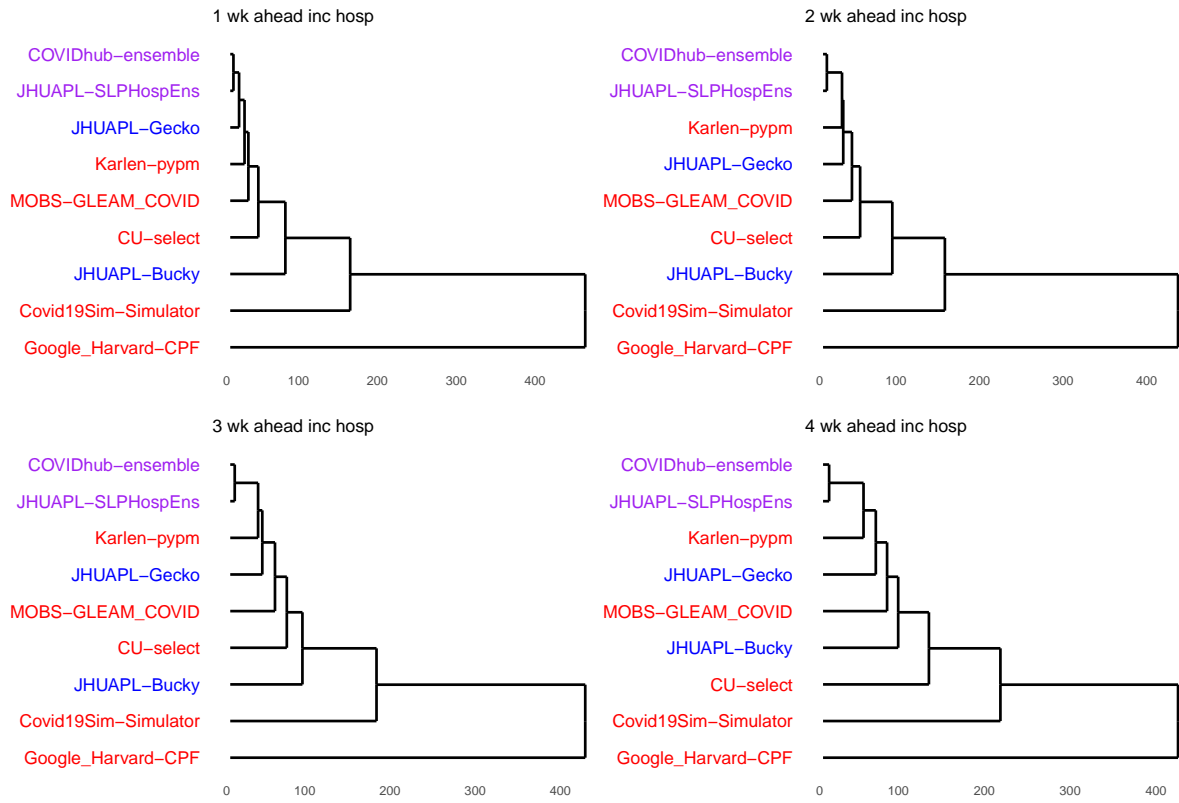 1 wk ahead inc hosp
COVIDhub−ensemble
JHUAPL−SLPHospEns
JHUAPL−Gecko
Karlen−pypm
MOBS−GLEAM_COVID
CU−select
JHUAPL−Bucky
Covid19Sim−Simulator
Google_Harvard−CPF
0 100 200 300 400
2 wk ahead inc hosp
COVIDhub−ensemble
JHUAPL−SLPHospEns
Karlen−pypm
JHUAPL−Gecko
MOBS−GLEAM_COVID
CU−select
JHUAPL−Bucky
Covid19Sim−Simulator
Google_Harvard−CPF
0 100 200 300 400
3 wk ahead inc hosp
COVIDhub−ensemble
JHUAPL−SLPHospEns
Karlen−pypm
JHUAPL−Gecko
MOBS−GLEAM_COVID
CU−select
JHUAPL−Bucky
Covid19Sim−Simulator
Google_Harvard−CPF
0 100 200 300 400
4 wk ahead inc hosp
COVIDhub−ensemble
JHUAPL−SLPHospEns
Karlen−pypm
JHUAPL−Gecko
MOBS−GLEAM_COVID
JHUAPL−Bucky
CU−select
Covid19Sim−Simulator
Google_Harvard−CPF
0 100 200 300 400